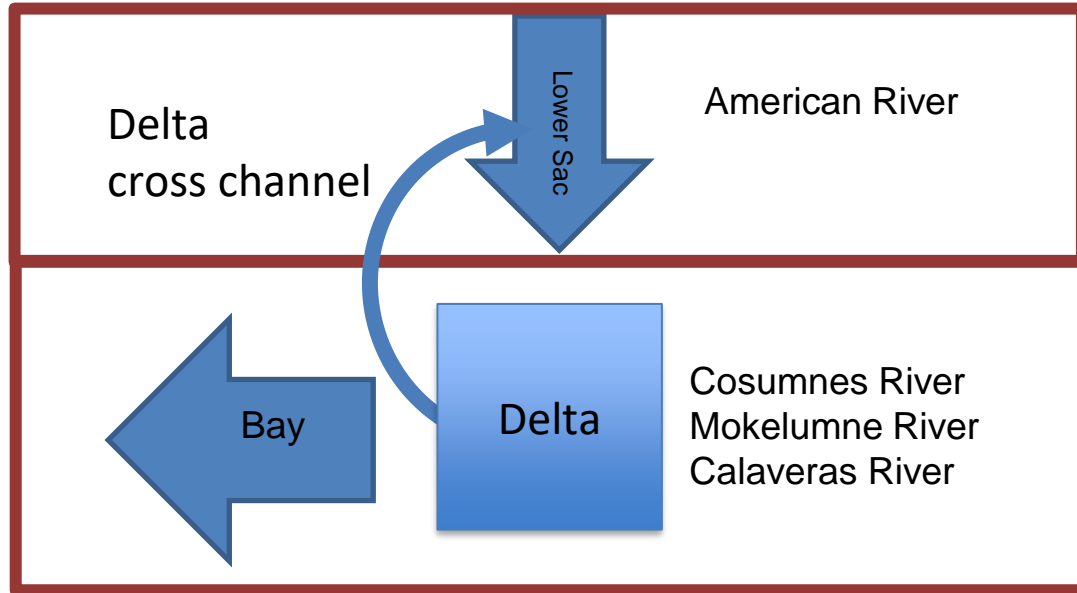 Delta
cross channel
Lower Sac
American River
Bay
Delta
Cosumnes River
Mokelumne River
Calaveras River